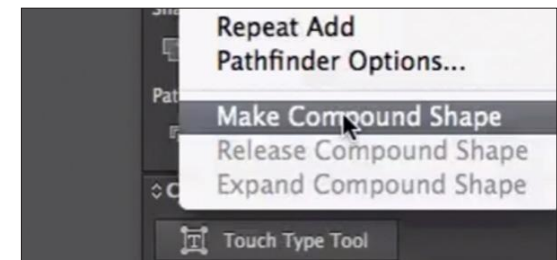 Repeat Add
Pathfinder Options...
Make Compound Shape
Release Compound Shape
Expand Compound Shape
Touch Type Tool